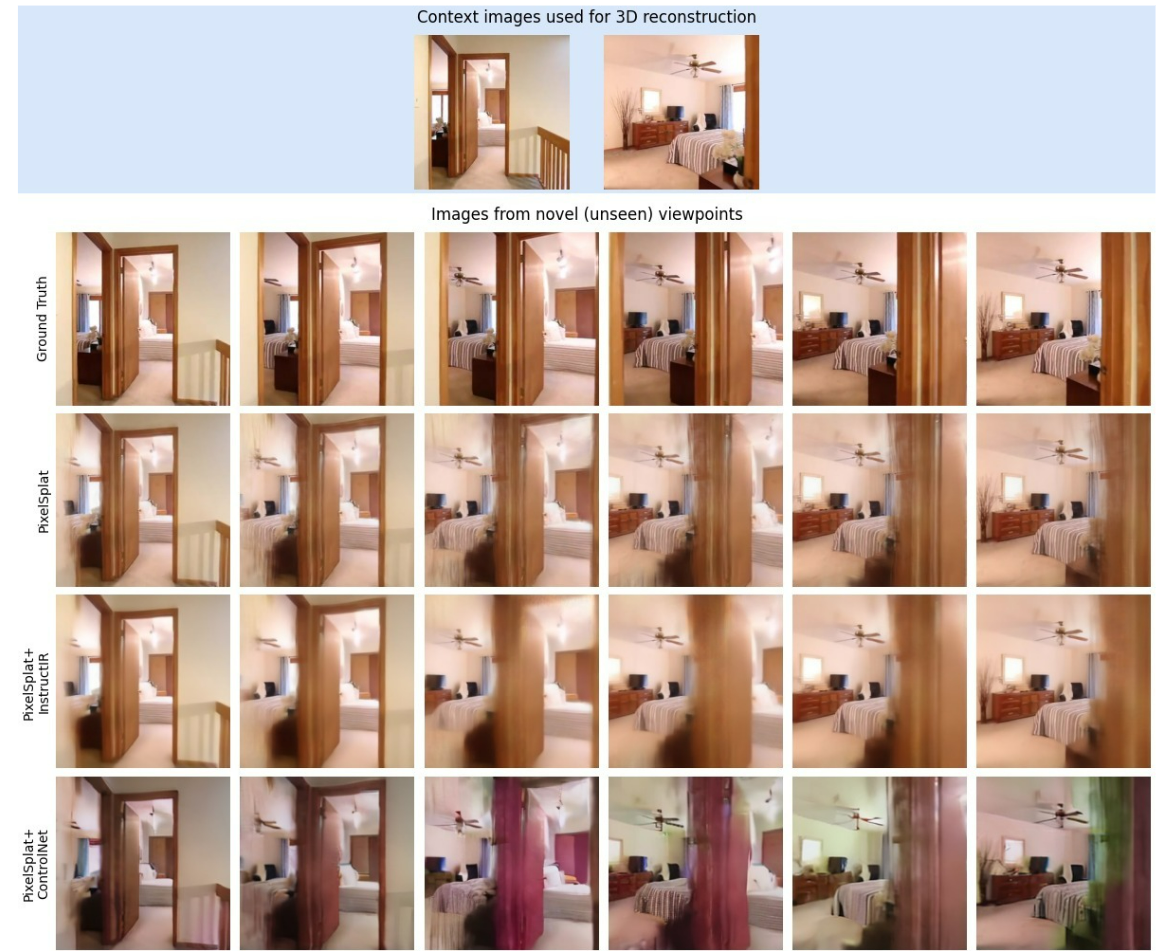 Context images used for 3D reconstruction
Images from novel (unseen) viewpoints
Ground Truth
PixelSplat
PixelSplat+
InstructIR
PixelSplat+
ControlNet